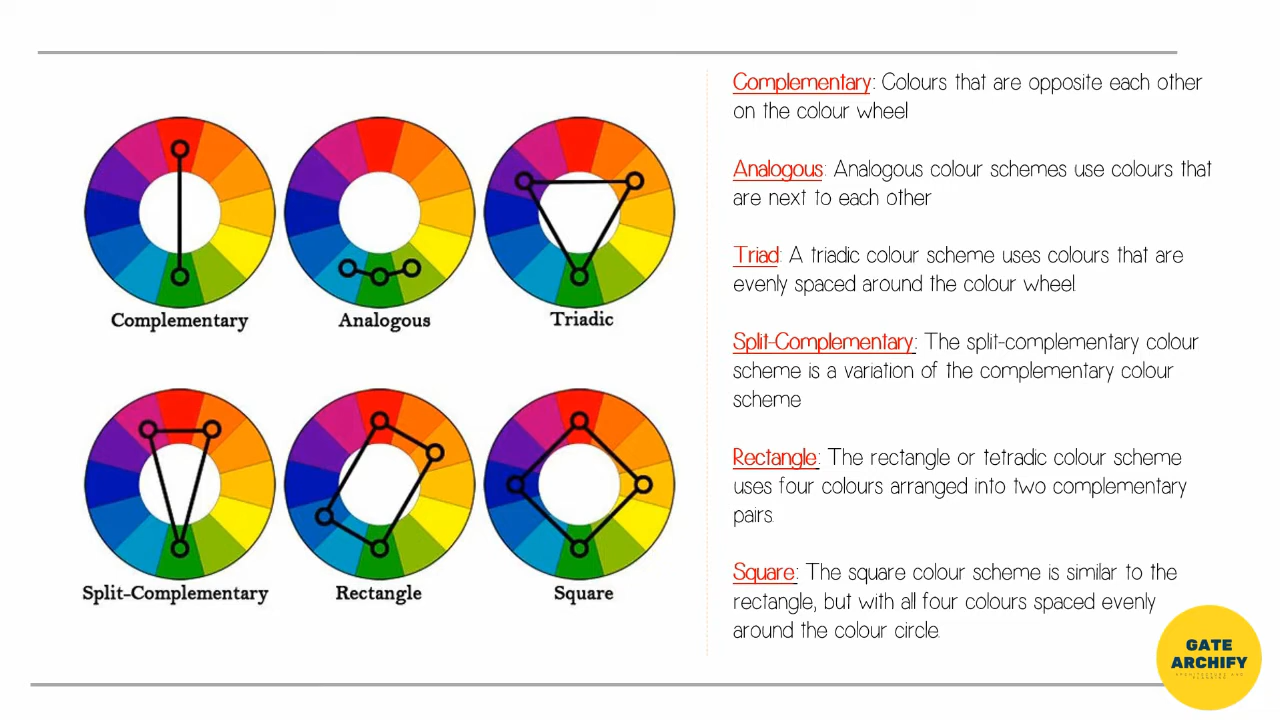 Complementary
Analogous
Triadic
Split-Complementary
Rectangle
Square
Complementary: Colours that are opposite each other
on the colour wheel
Analogous: Analogous colour schemes use colours that
are next to each other
Triad: A triadic colour scheme uses colours that are
evenly spaced around the colour wheel.
Split-Complementary: The split-complementary colour
scheme is a variation of the complementary colour
scheme
Rectangle: The rectangle or tetradic colour scheme
uses four colours arranged into two complementary
pairs.
Square: The square colour scheme is similar to the
rectangle, but with all four colours spaced evenly
around the colour circle.
GATE
ARCHIFY
ARCHITECTURE AND
PLANNING